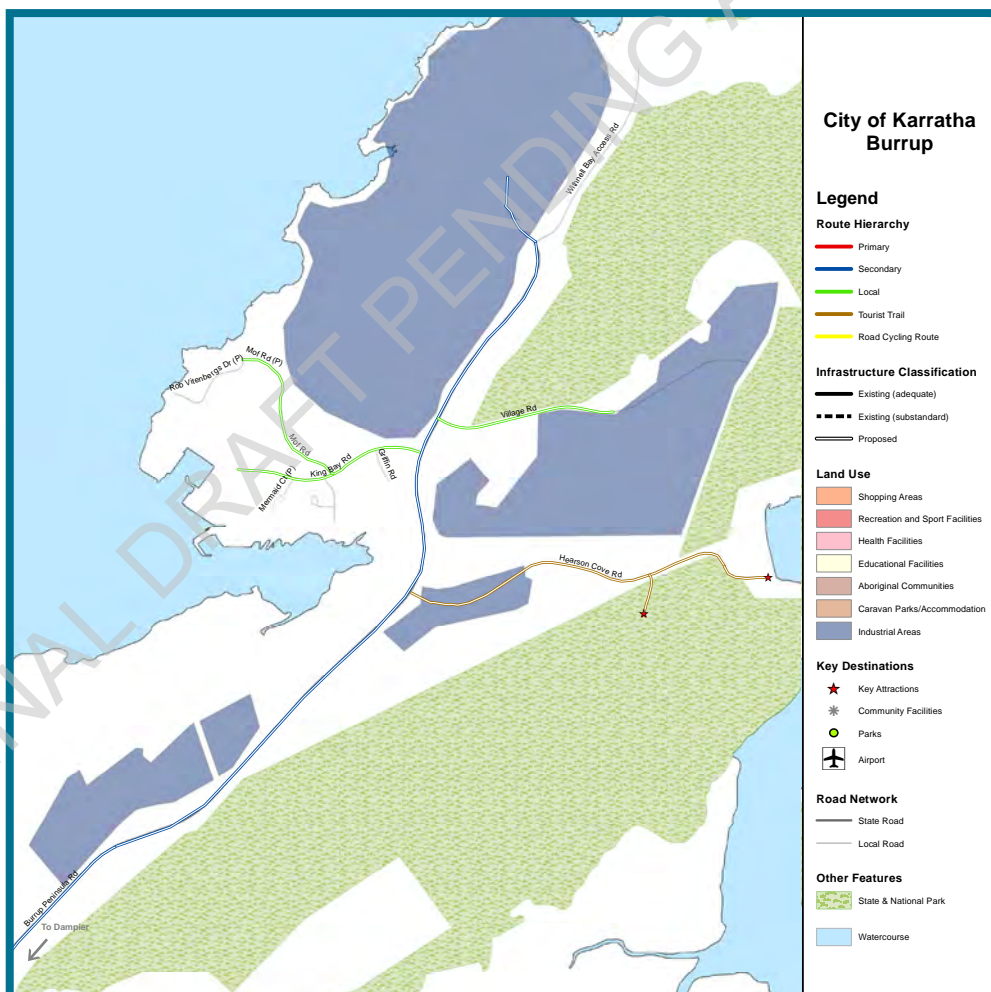 City of Karratha
Burrup
Legend
Route Hierarchy
Primary
Secondary
Local
Tourist Trail
Road Cycling Route
Infrastructure Classification
Existing (adequate)
Existing (substandard)
Proposed
Land Use
Shopping Areas
Recreation and Sport Facilities
Health Facilities
Educational Facilities
Aboriginal Communities
Caravan Parks/Accommodation
Industrial Areas
Key Destinations
Key Attractions
Community Facilities
Parks
Airport
Road Network
State Road
Local Road
Other Features
State & National Park
Watercourse
Withnell Bay Access Rd
Mof Rd (P)
Rob Vitenbergs Dr (P)
Village Rd
Mof Rd
King Bay Rd
Griffin Rd
Mermaid Ct (P)
Hearson Cove Rd
Burrup Peninsula Rd
To Dampier
NAL DRAFT PENDING A